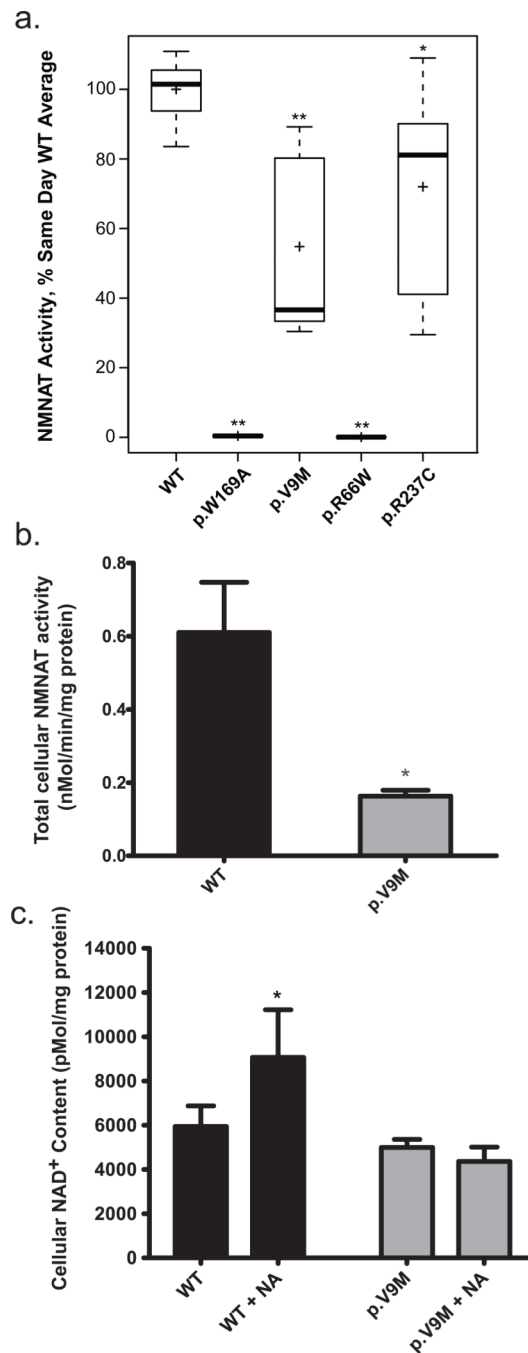 a.
NMNAT Activity, % Same Day WT Average
100
80
60
40
20
0
**
**
**
*
WT
p.W169A
p.V9M
p.R66W
p.R237C
b.
Total cellular NMNAT activity
(nMol/min/mg protein)
0.8
0.6
0.4
0.2
0.0
*
WT
p.V9M
c.
Cellular NAD+ Content (pMol/mg protein)
14000
12000
10000
8000
6000
4000
2000
0
*
WT
WT + NA
p.V9M
p.V9M + NA